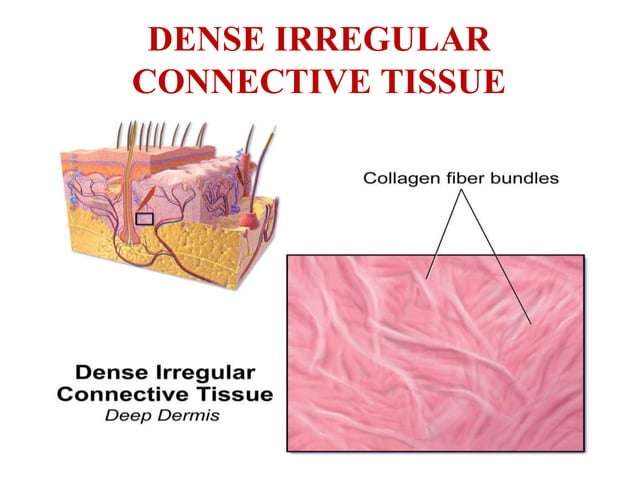 DENSE IRREGULAR
CONNECTIVE TISSUE
Collagen fiber bundles
Dense Irregular
Connective Tissue
Deep Dermis